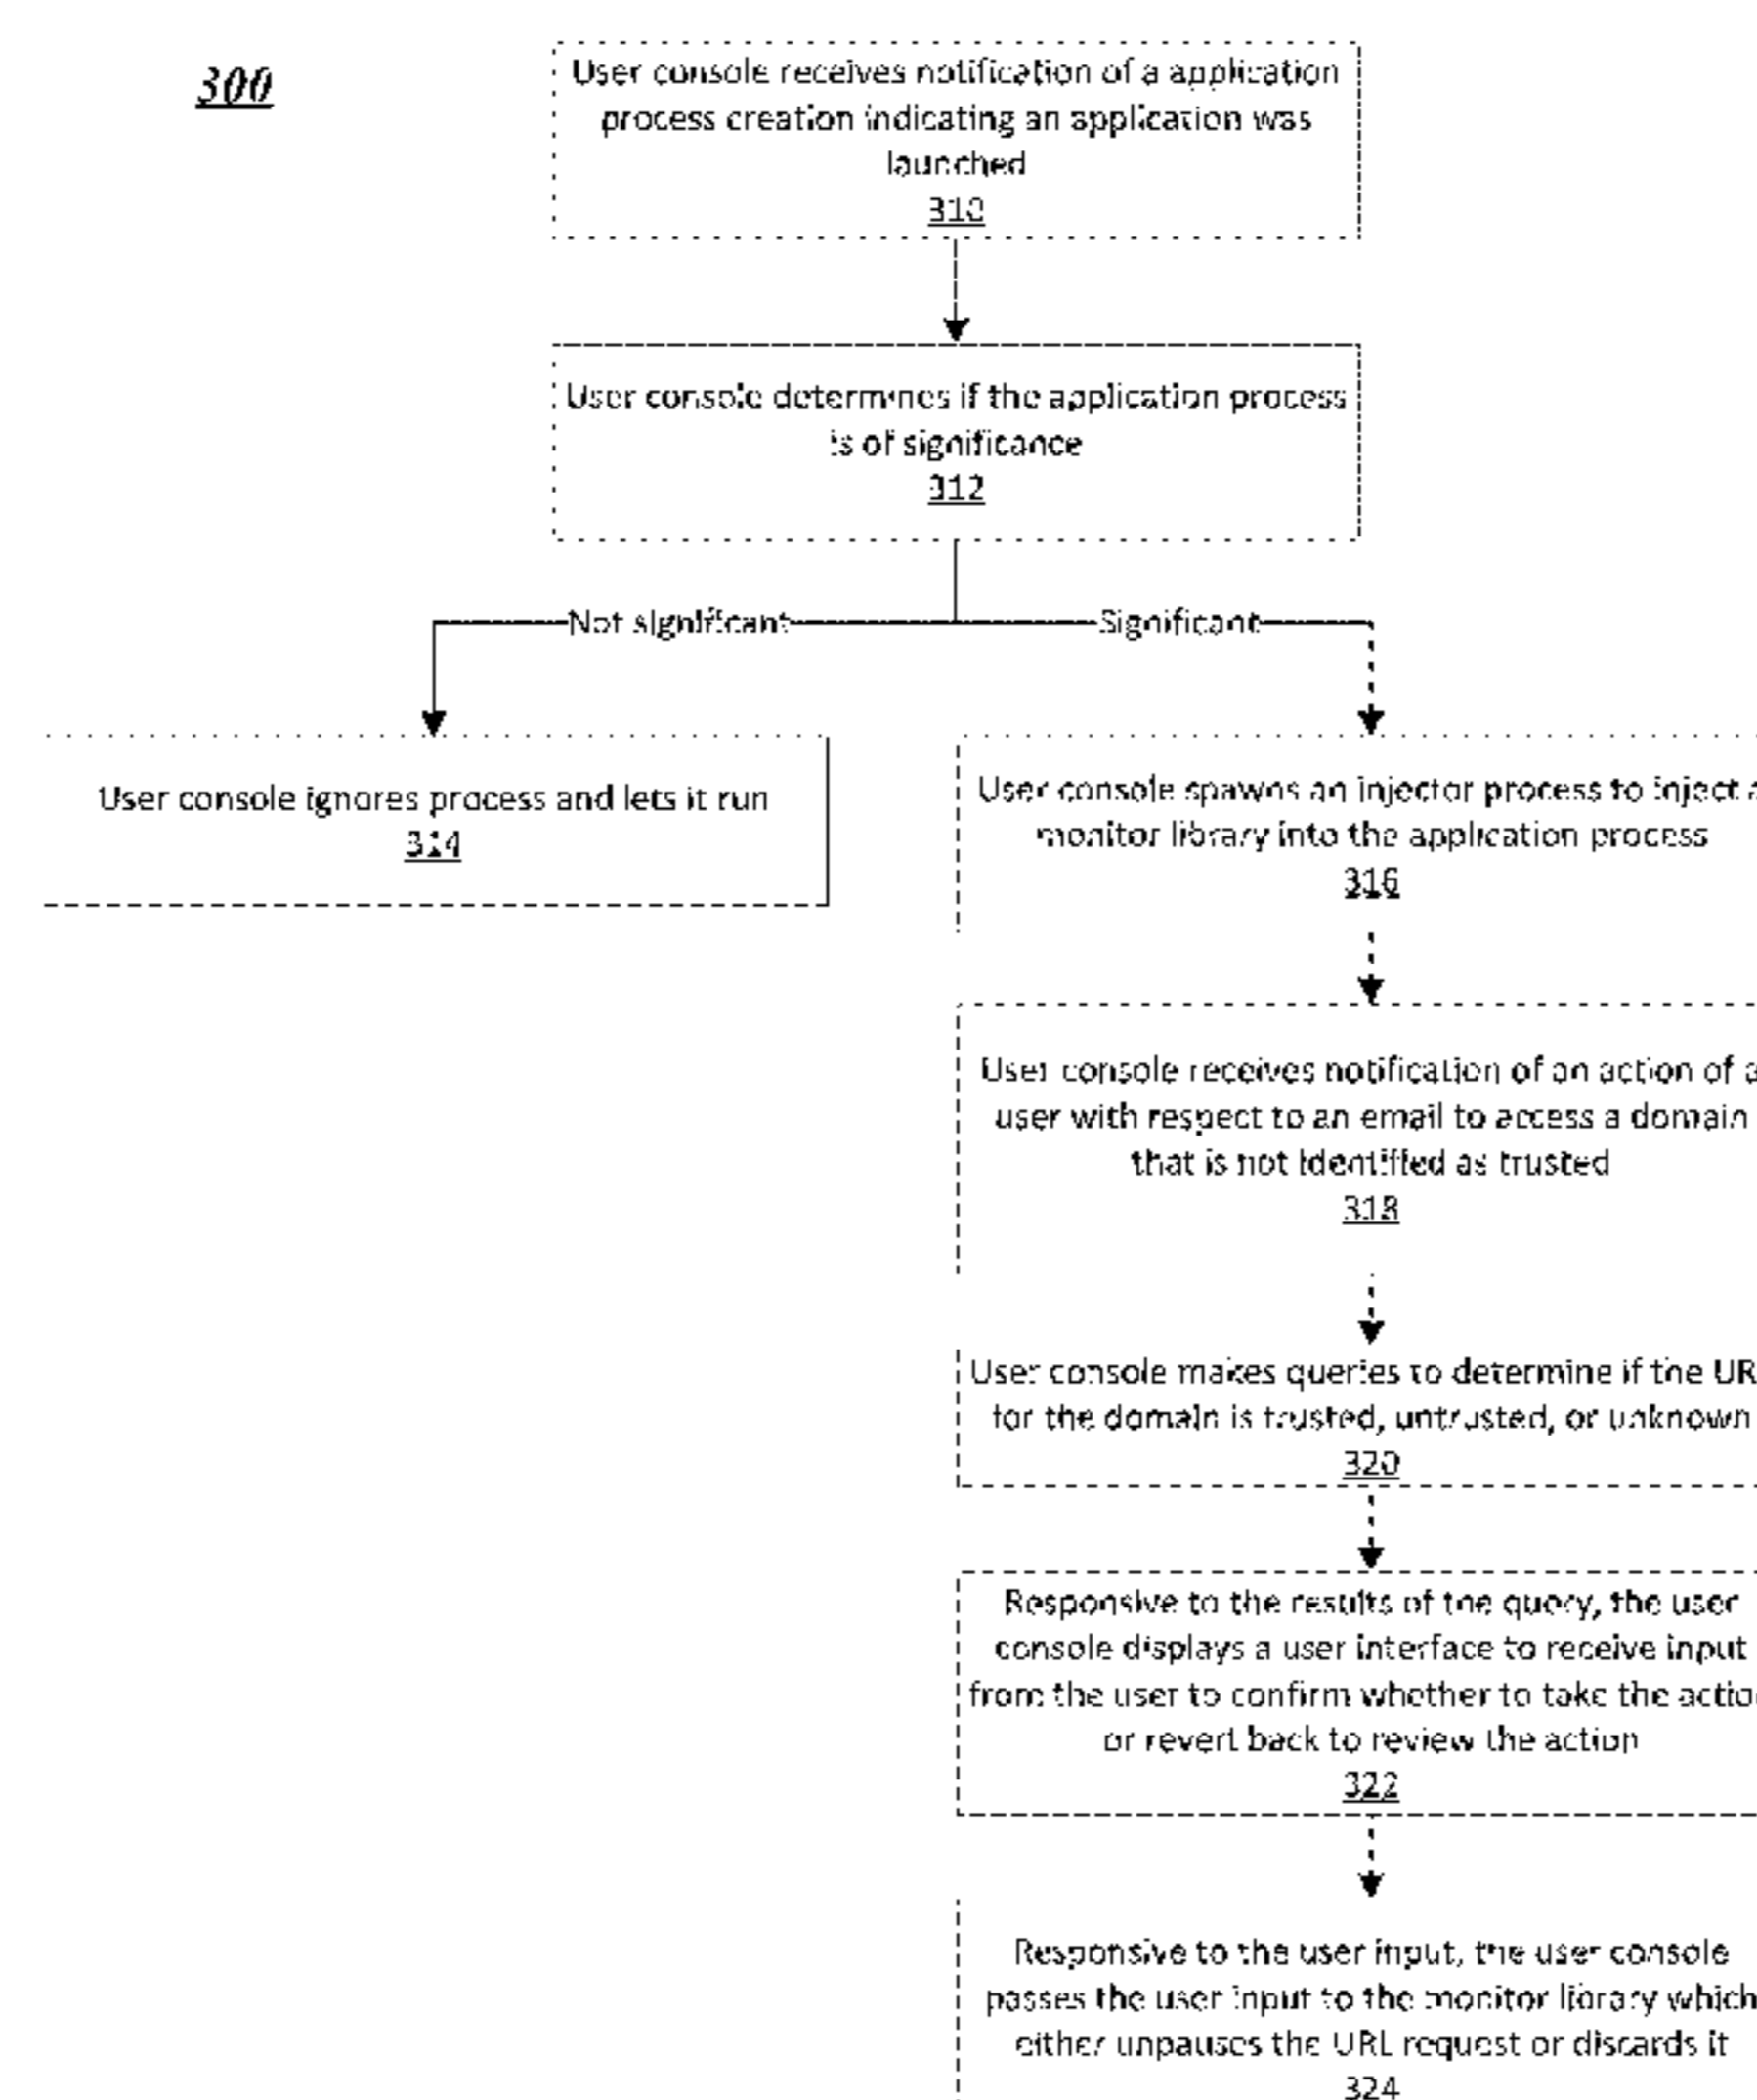 300
User console receives notification of a application
process creation indicating an application was
launched
310
User console determines if the application process
is of significance
312
Not significant
Significant
User console ignores process and lets it run
314
User console spawns an injector process to inject a
monitor library into the application process
316
User console receives notification of an action of a
user with respect to an email to access a domain
that is not identified as trusted
318
User console makes queries to determine if the UR
for the domain is trusted, untrusted, or unknown
320
Responsive to the results of the query, the user
console displays a user interface to receive input
from the user to confirm whether to take the action
or revert back to review the action
322
Responsive to the user input, the user console
passes the user input to the monitor library which
either unpauses the URL request or discards it
324